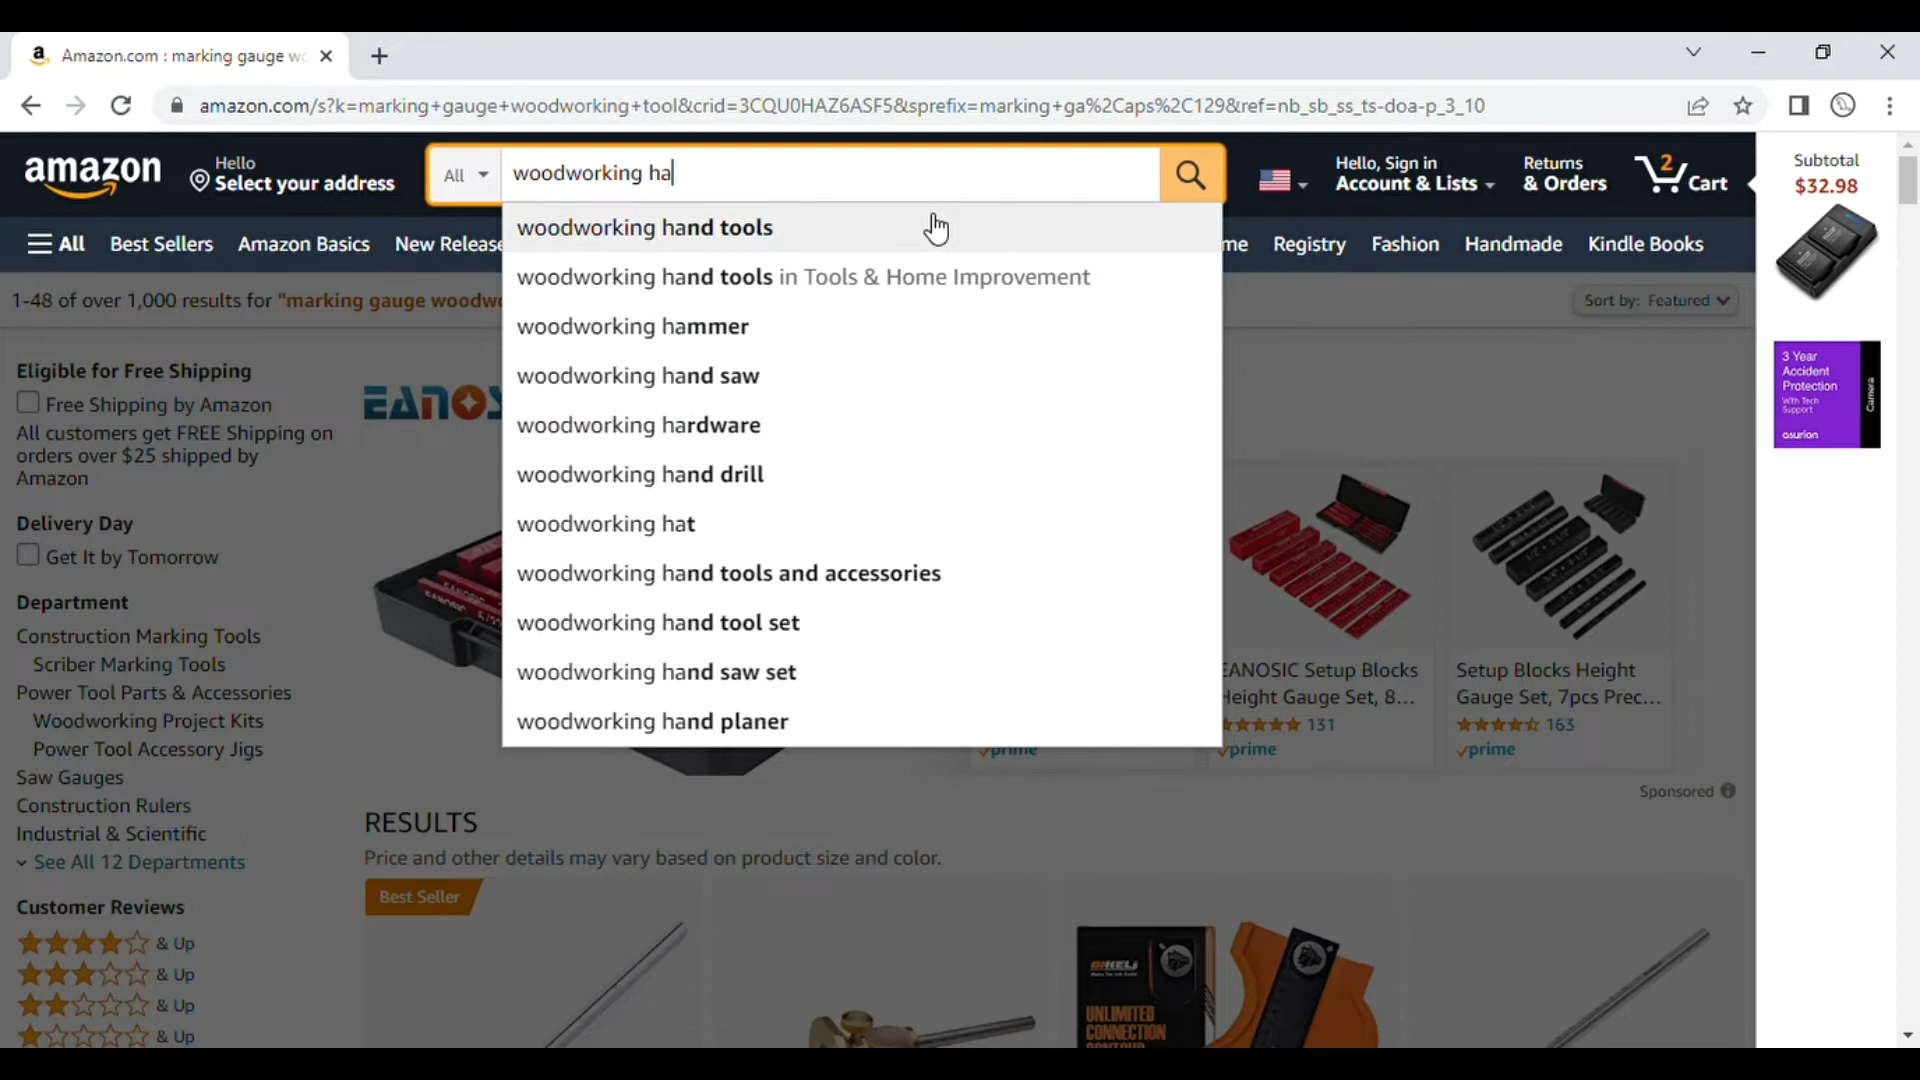 Amazon.com : marking gauge wo
amazon.com/s?k=marking+gauge+woodworking+tool&crid=3CQU0HAZ6ASF5&sprefix=marking+ga%2Caps%2C129&ref=nb_sb_ss_ts-doa-p_3_10
amazon
Hello
Select your address
All
woodworking ha
Hello, Sign in
Account & Lists
Returns
& Orders
2
Cart
Subtotal
$32.98
All
Best Sellers
Amazon Basics
New Release
me
Registry
Fashion
Handmade
Kindle Books
woodworking hand tools
woodworking hand tools in Tools & Home Improvement
woodworking hammer
woodworking hand saw
woodworking hardware
woodworking hand drill
woodworking hat
woodworking hand tools and accessories
woodworking hand tool set
woodworking hand saw set
woodworking hand planer
1-48 of over 1,000 results for "marking gauge woodwo
Sort by: Featured
Eligible for Free Shipping
Free Shipping by Amazon
All customers get FREE Shipping on
orders over $25 shipped by
Amazon
Delivery Day
Get It by Tomorrow
Department
Construction Marking Tools
Scriber Marking Tools
Power Tool Parts & Accessories
Woodworking Project Kits
Power Tool Accessory Jigs
Saw Gauges
Construction Rulers
Industrial & Scientific
See All 12 Departments
Customer Reviews
& Up
& Up
& Up
& Up
EANOS
EANOSIC
EANOSIC Setup Blocks
Height Gauge Set, 8...
131
prime
Setup Blocks Height
Gauge Set, 7pcs Prec...
163
prime
prime
Sponsored
RESULTS
Price and other details may vary based on product size and color.
Best Seller
UNLIMITED
CONNECTION
CONTOUR
3 Year
Accident
Protection
With Tech
Support
asurion
Camera